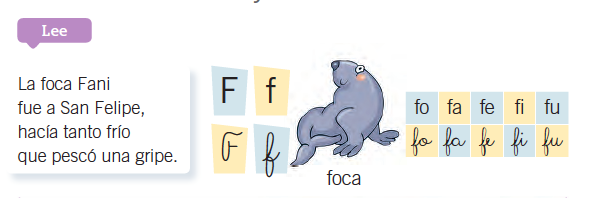 Lee
La foca Fani
fue a San Felipe,
hacía tanto frío
que pescó una gripe.
F f
F f
foca
fo fa fe fi fu
fo fa fe fi fu